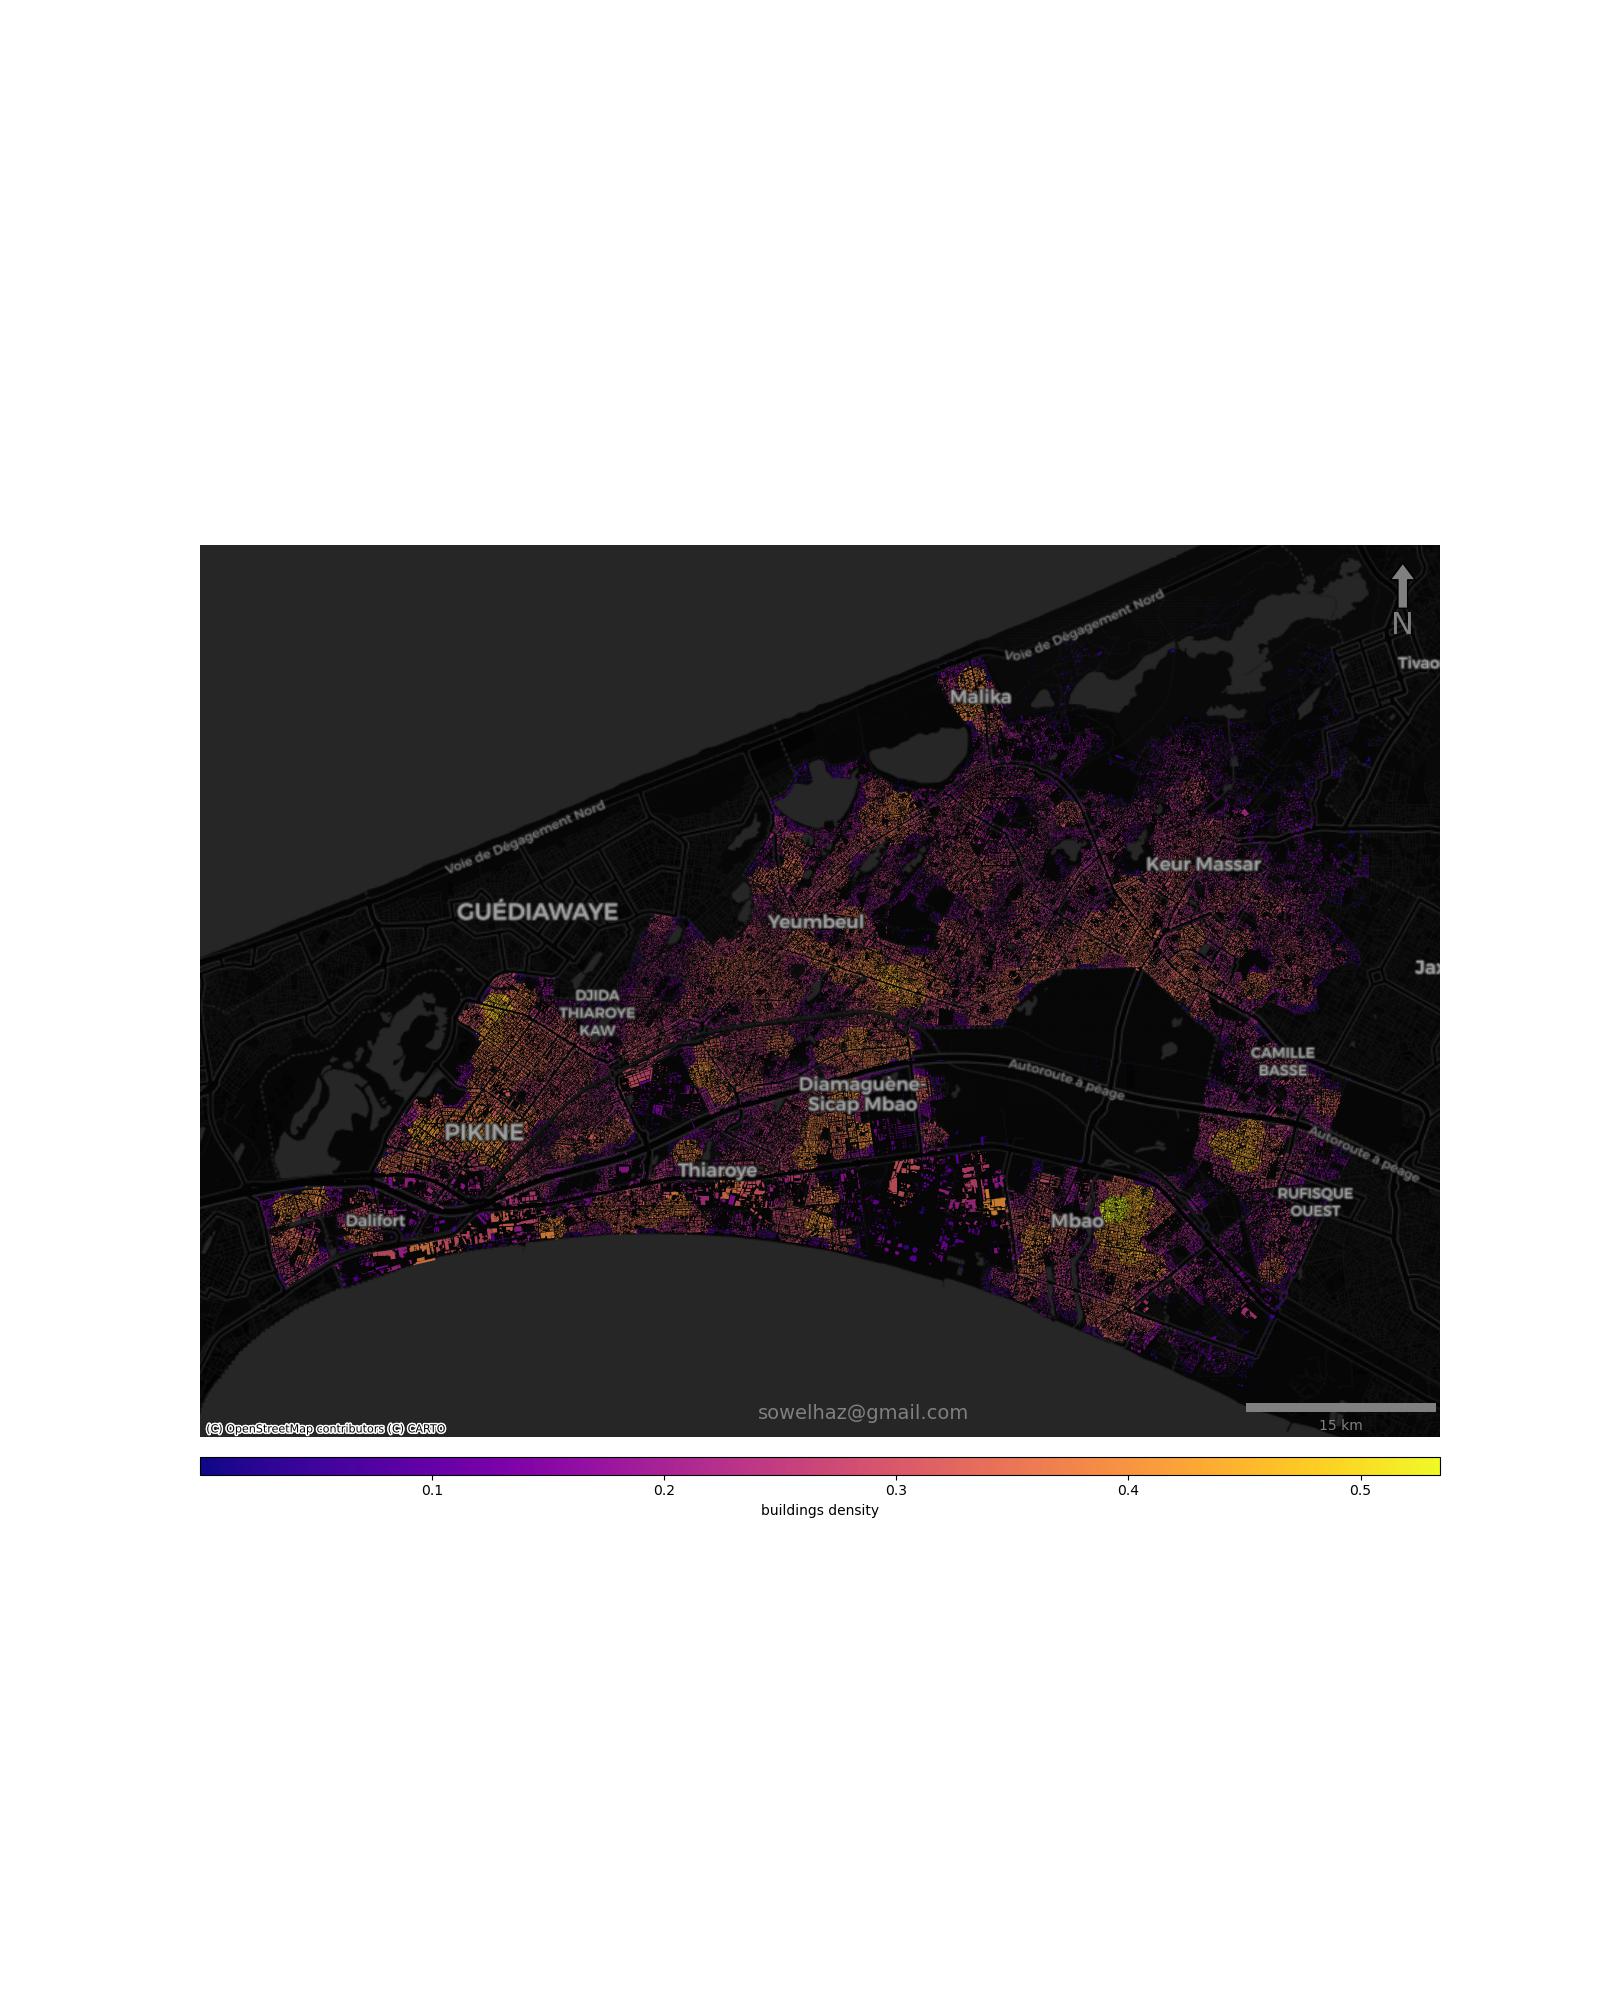 N
Voie de Dégagement Nord
Malika
Voie de Dégagement Nord
Keur Massar
GUÉDIAWAYE
Yeumbeul
DJIDA
THIAROYE
KAW
CAMILLE
BASSE
Autoroute à péage
Diamaguène
Sicap Mbao
PIKINE
Autoroute à péage
Thiaroye
RUFISQUE
OUEST
Dalifort
Mbao
sowelhaz@gmail.com
15 km
(C) OpenStreetMap contributors (C) CARTO
0.1 0.2 0.3 0.4 0.5
buildings density